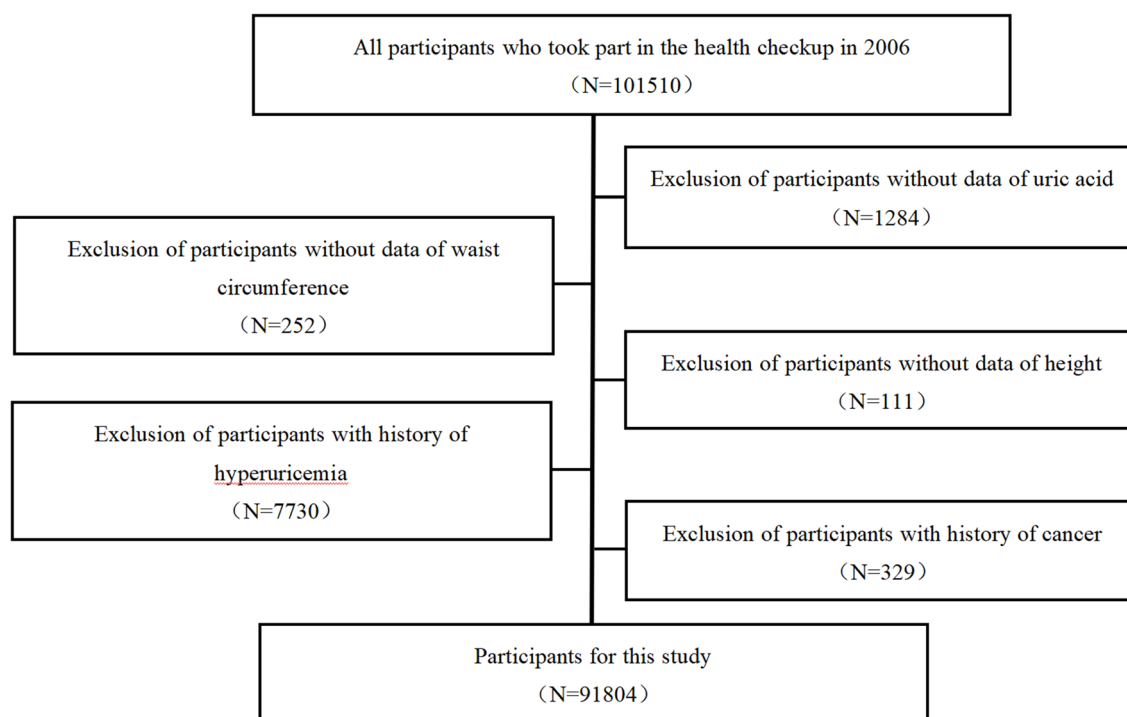 All participants who took part in the health checkup in 2006
（N=101510）
Exclusion of participants without data of uric acid
（N=1284）
Exclusion of participants without data of waist
circumference
（N=252）
Exclusion of participants without data of height
（N=111）
Exclusion of participants with history of
hyperuricemia
（N=7730）
Exclusion of participants with history of cancer
（N=329）
Participants for this study
（N=91804）